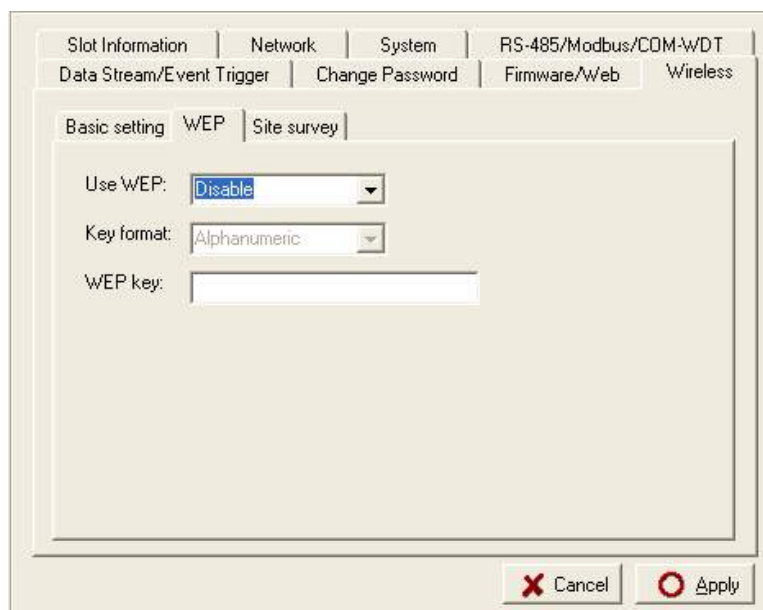 Slot Information Network System RS-485/Modbus/COM-WDT
Data Stream/Event Trigger Change Password Firmware/Web Wireless
Basic setting WEP Site survey
Use WEP: Disable
Key format: Alphanumeric
WEP key:
Cancel Apply